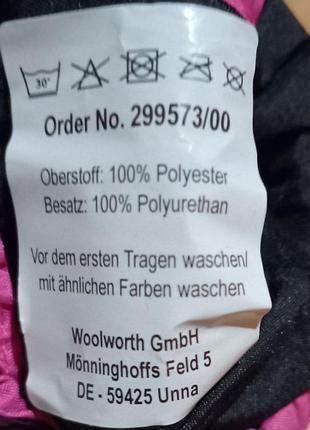 30°
Order No. 299573/00
Oberstoff: 100% Polyester
Besatz: 100% Polyurethan
Vor dem ersten Tragen waschen/
mit ähnlichen Farben waschen
Woolworth GmbH
Mönninghoffs Feld 5
DE - 59425 Unna